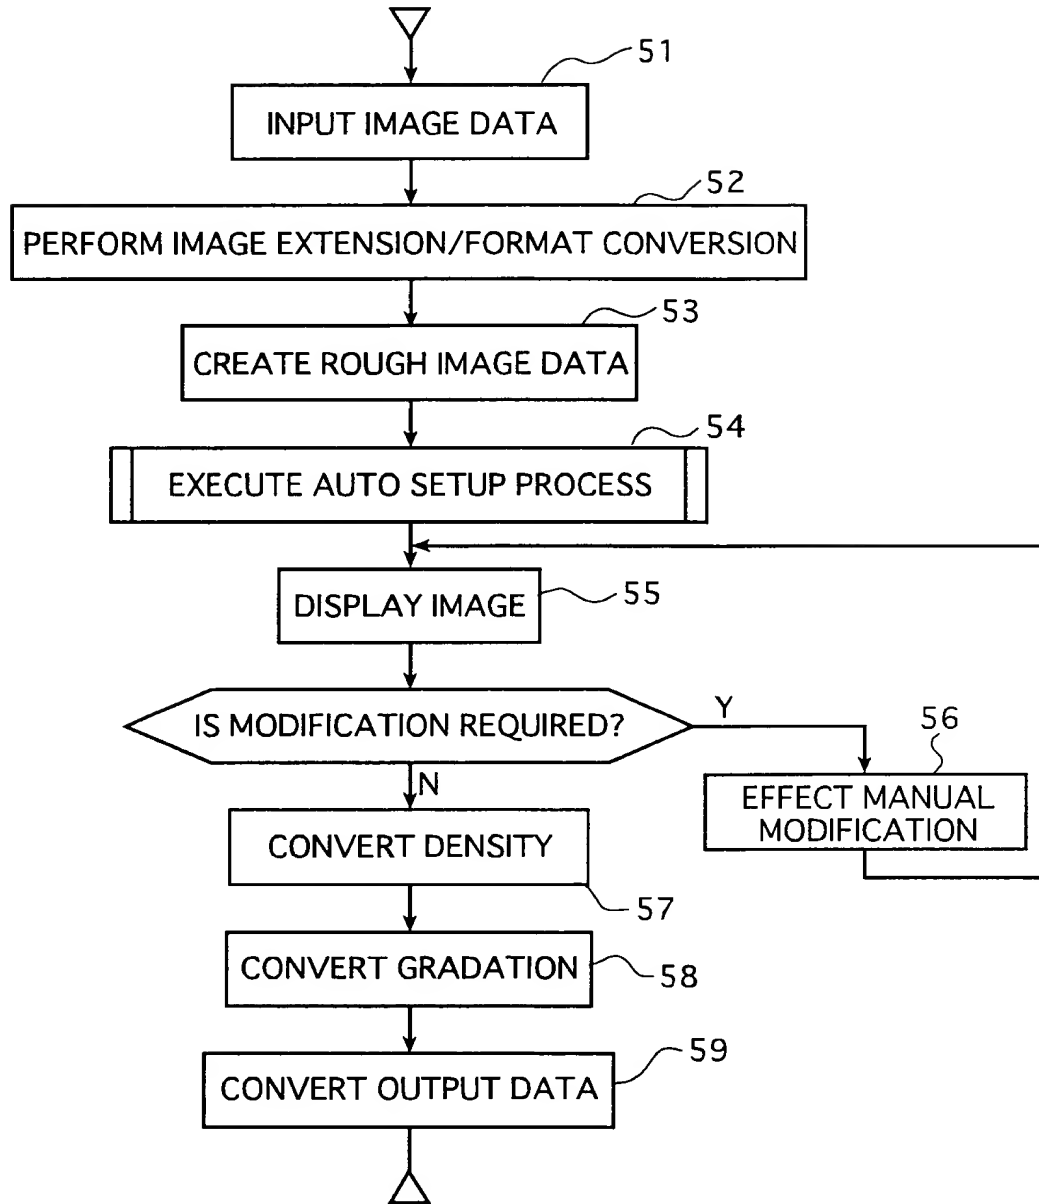 51
INPUT IMAGE DATA
52
PERFORM IMAGE EXTENSION/FORMAT CONVERSION
53
CREATE ROUGH IMAGE DATA
54
EXECUTE AUTO SETUP PROCESS
DISPLAY IMAGE
55
IS MODIFICATION REQUIRED?
Y
56
EFFECT MANUAL
MODIFICATION
N
CONVERT DENSITY
57
CONVERT GRADATION
58
CONVERT OUTPUT DATA
59